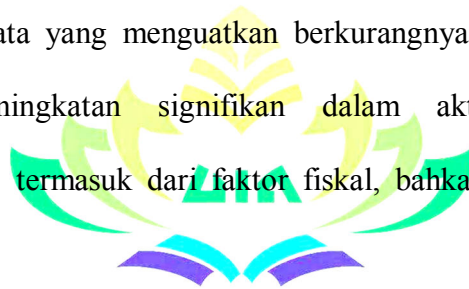 ata yang menguatkan berkurangnya
ningkatan signifikan dalam akt
termasuk dari faktor fiskal, bahka